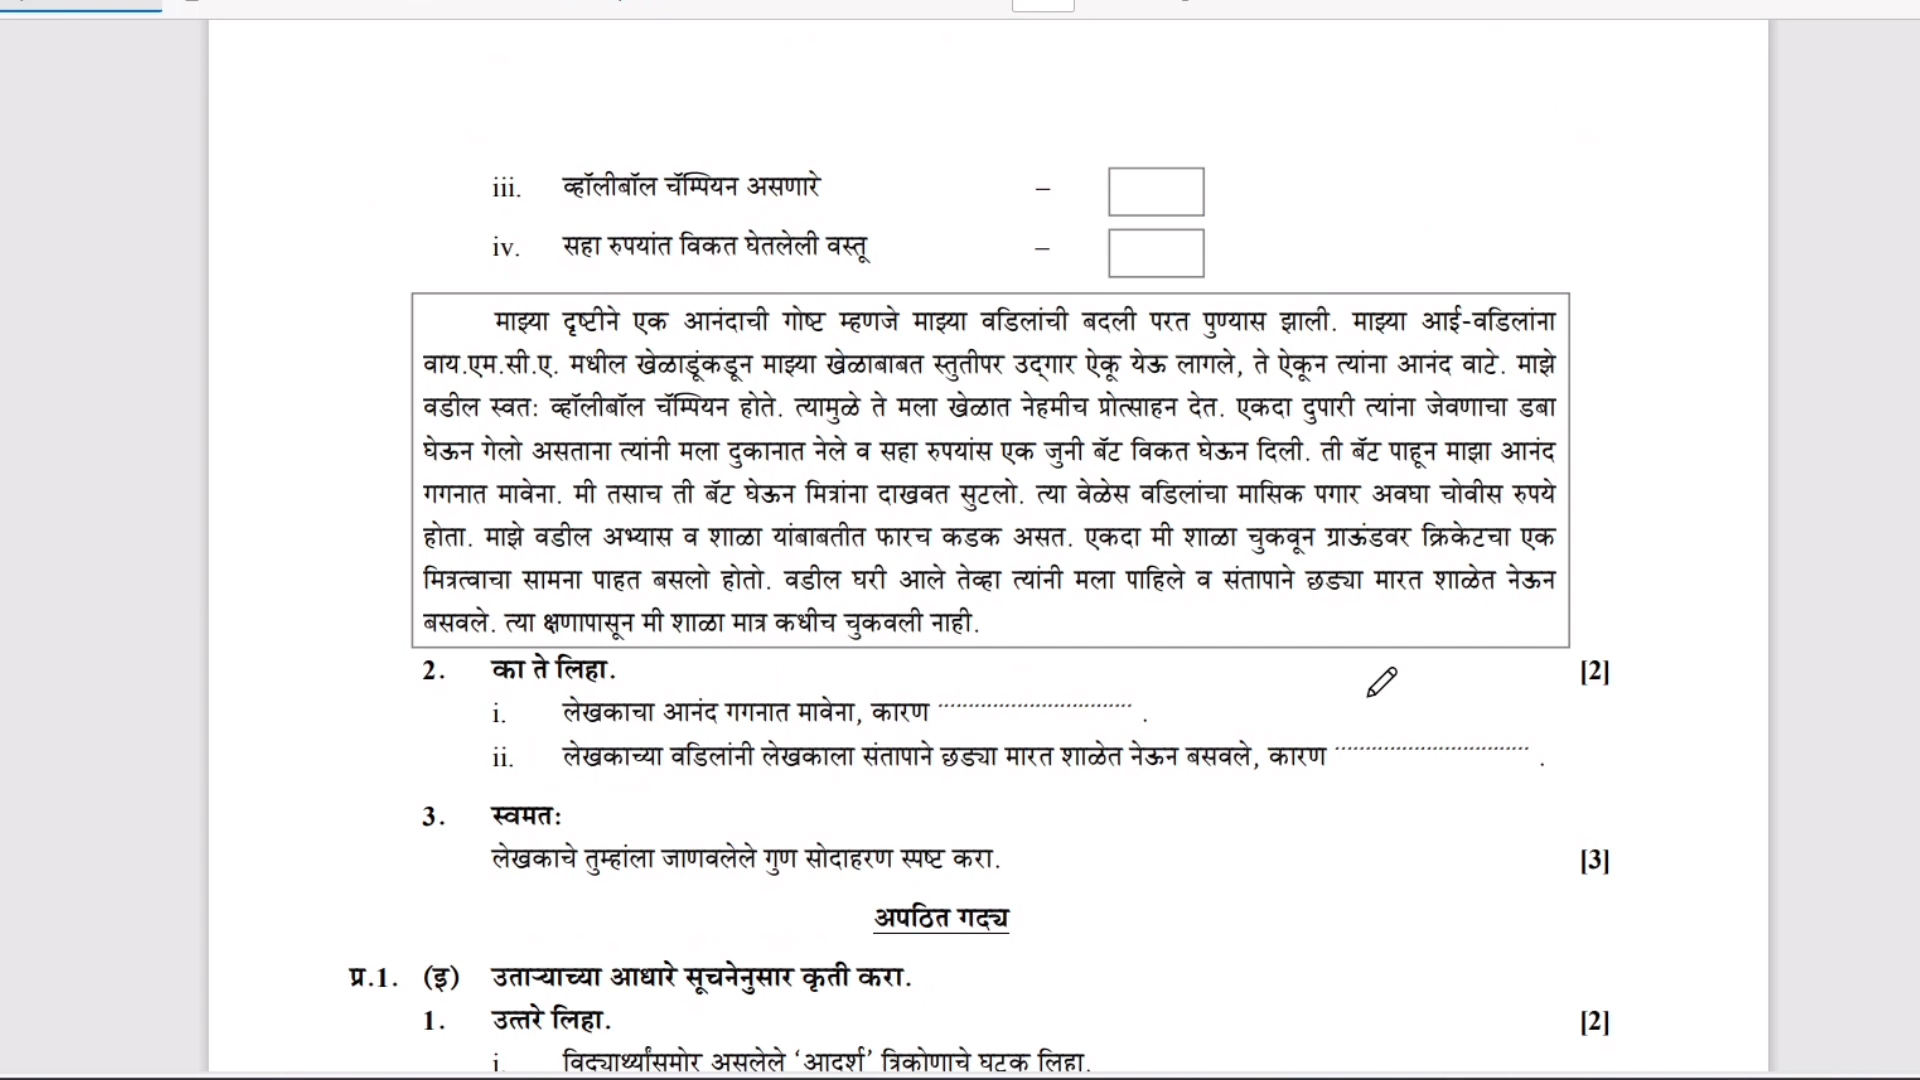 iii. व्हॉलीबॉल चॅम्पियन असणारे –
iv. सहा रुपयांत विकत घेतलेली वस्तू –
माझ्या दृष्टीने एक आनंदाची गोष्ट म्हणजे माझ्या वडिलांची बदली परत पुण्यास झाली. माझ्या आई-वडिलांना
वाय.एम.सी.ए. मधील खेळाडूंकडून माझ्या खेळाबाबत स्तुतीपर उद्‌गार ऐकू येऊ लागले, ते ऐकून त्यांना आनंद वाटे. माझे
वडील स्वतः व्हॉलीबॉल चॅम्पियन होते. त्यामुळे ते मला खेळात नेहमीच प्रोत्साहन देत. एकदा दुपारी त्यांना जेवणाचा डबा
घेऊन गेलो असताना त्यांनी मला दुकानात नेले व सहा रुपयांस एक जुनी बॅट विकत घेऊन दिली. ती बॅट पाहून माझा आनंद
गगनात मावेना. मी तसाच ती बॅट घेऊन मित्रांना दाखवत सुटलो. त्या वेळेस वडिलांचा मासिक पगार अवघा चोवीस रुपये
होता. माझे वडील अभ्यास व शाळा यांबाबतीत फारच कडक असत. एकदा मी शाळा चुकवून ग्राऊंडवर क्रिकेटचा एक
मित्रत्वाचा सामना पाहत बसलो होतो. वडील घरी आले तेव्हा त्यांनी मला पाहिले व संतापाने छड्या मारत शाळेत नेऊन
बसवले. त्या क्षणापासून मी शाळा मात्र कधीच चुकवली नाही.
2. का ते लिहा. [2]
i. लेखकाचा आनंद गगनात मावेना, कारण ................................ .
ii. लेखकाच्या वडिलांनी लेखकाला संतापाने छड्या मारत शाळेत नेऊन बसवले, कारण ................................ .
3. स्वमतः
लेखकाचे तुम्हांला जाणवलेले गुण सोदाहरण स्पष्ट करा. [3]
अपठित गद्य
प्र.1. (इ) उताऱ्याच्या आधारे सूचनेनुसार कृती करा.
1. उत्तरे लिहा. [2]
i. विद्यार्थ्यांसमोर असलेले ‘आदर्श’ त्रिकोणाचे घटक लिहा.